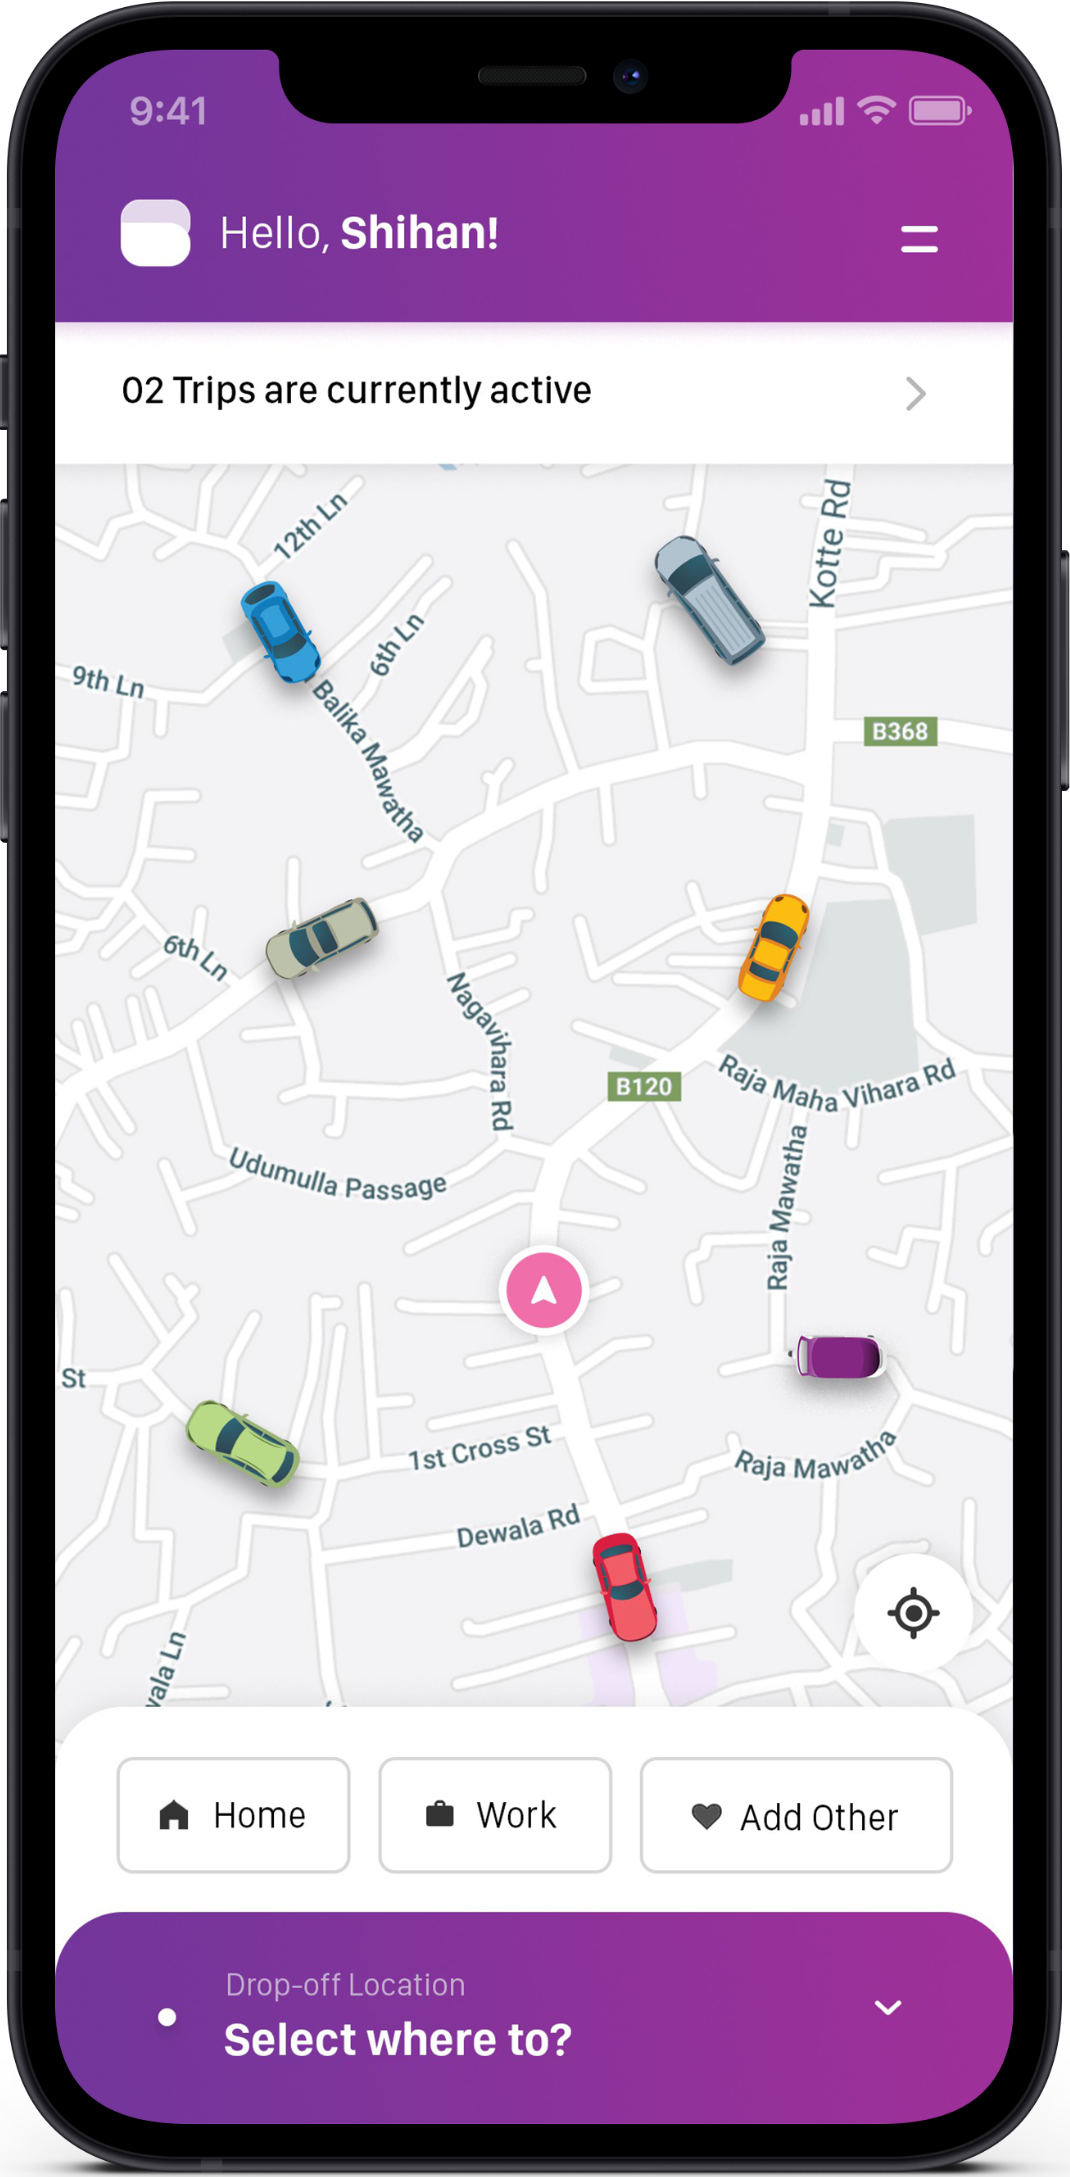 9:41
Hello, Shihan!
02 Trips are currently active
12th Ln
Kotte Rd
6th Ln
9th Ln
Balika Mawatha
B368
6th Ln
Nagavihara Rd
B120
Raja Maha Vihara Rd
Udumulla Passage
Raja Mawatha
St
1st Cross St
Raja Mawatha
Dewala Rd
vala Ln
Home
Work
Add Other
Drop-off Location
Select where to?